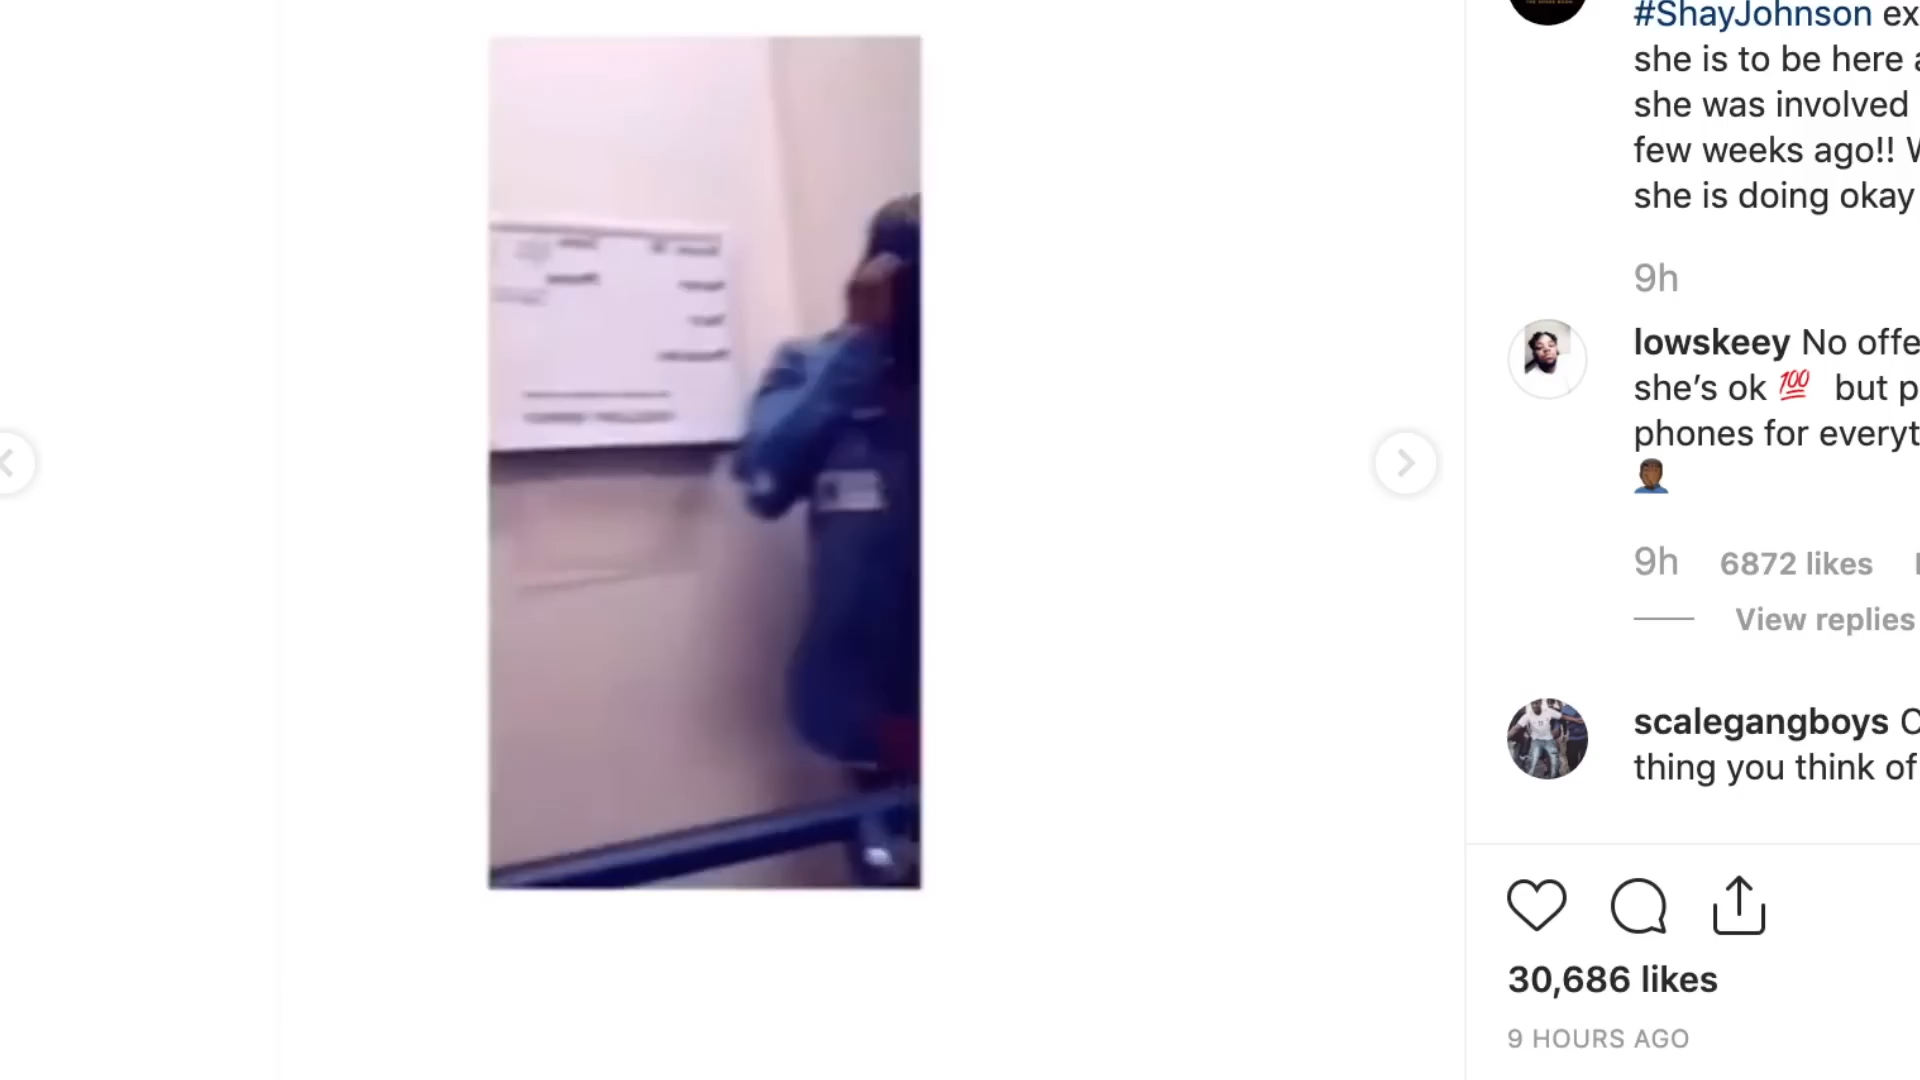 #ShayJohnson ex
she is to be here a
she was involved
few weeks ago!! W
she is doing okay
9h
lowskeey No offe
she’s ok 💯 but p
phones for everyt
🤦🏾‍♂️
9h 6872 likes
View replies
scalegangboys C
thing you think of
30,686 likes
9 HOURS AGO